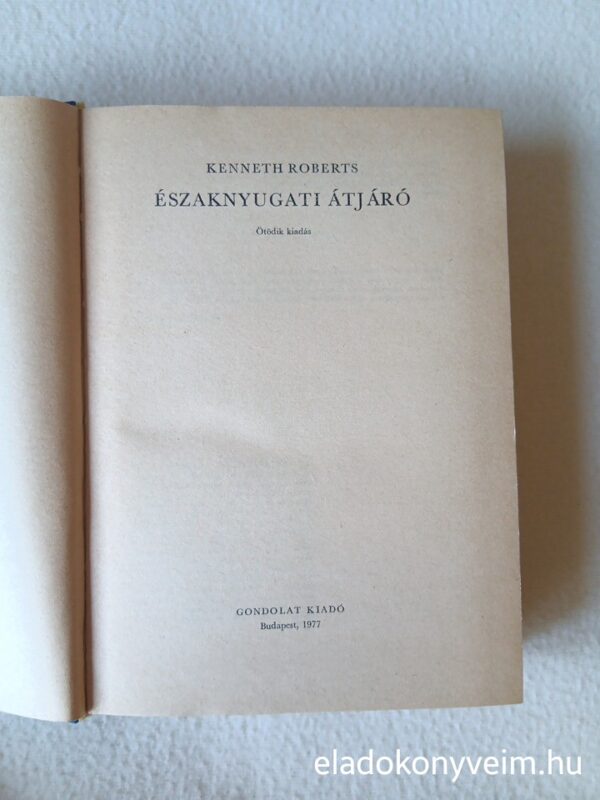 KENNETH ROBERTS
ÉSZAKNYUGATI ÁTJÁRÓ
Ötödik kiadás
GONDOLAT KIADÓ
Budapest, 1977
eladokonyveim.hu